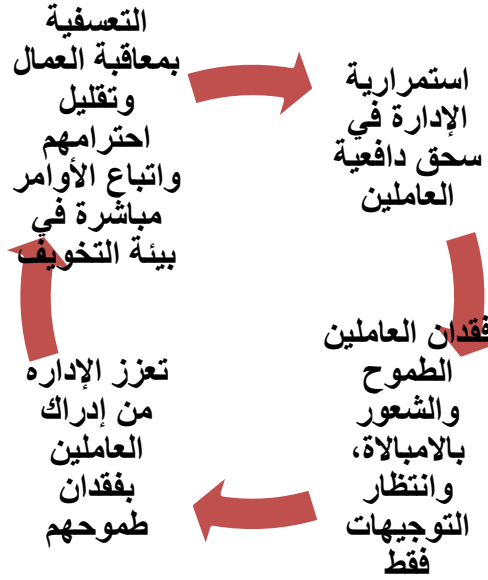 التعسفية
بمعاقبة العمال
وتقليل
احترامهم
واتباع الأوامر
مباشرة في
بيئة التخويف
استمرارية
الإدارة في
سحق دافعية
العاملين
فقدان العاملين
الطموح
والشعور
بالامبالاة،
وانتظار
التوجيهات
فقط
تعزز الإداره
من إدراك
العاملين
بفقدان
طموحهم